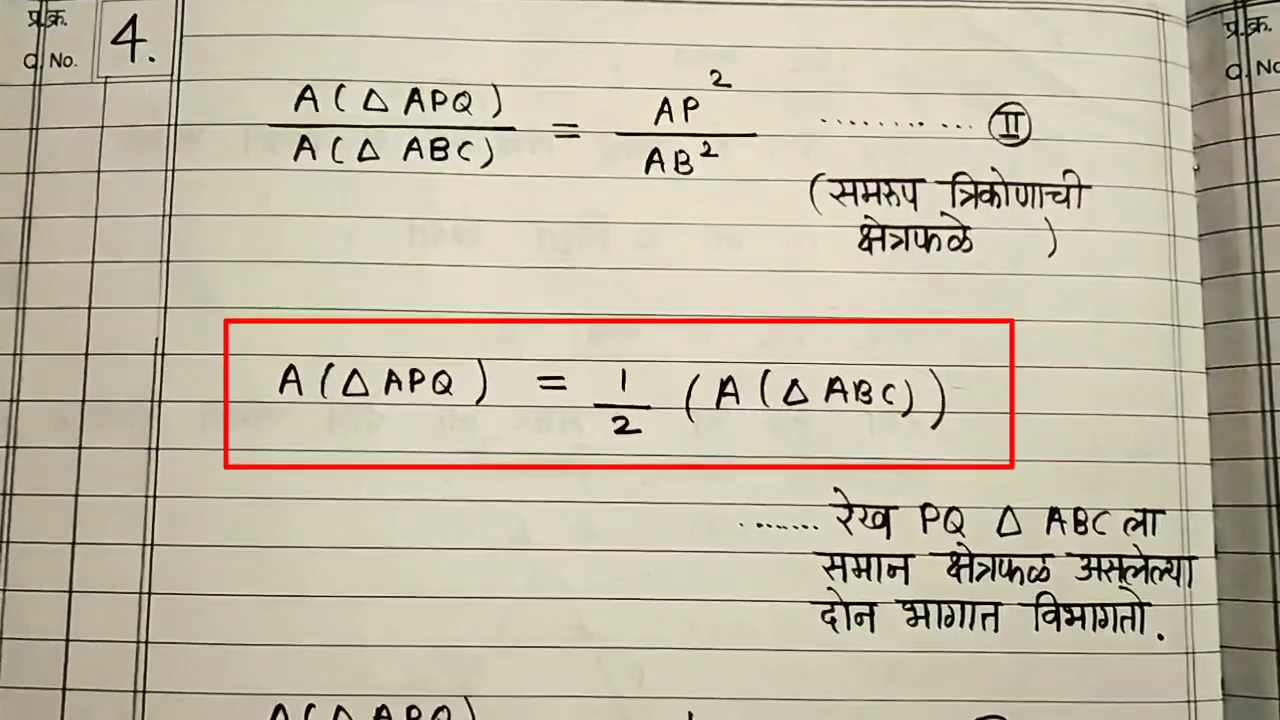 प्र.क्र.
Q. No.
4.
प्र.क्र.
A ( Δ APQ ) / A ( Δ ABC ) = AP² / AB² ............ II
( समरुप त्रिकोणाची
क्षेत्रफळे )
A ( Δ APQ ) = 1/2 ( A ( Δ ABC ) )
....... रेख PQ Δ ABC ला
समान क्षेत्रफळ असलेल्या
दोन भागात विभागतो.